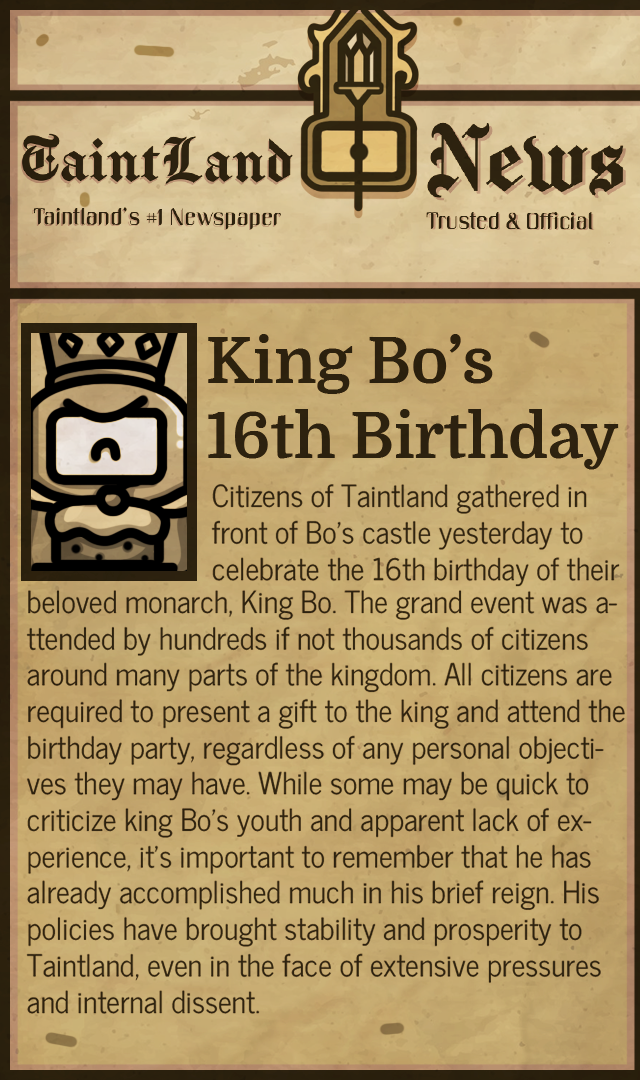 TaintLand News
Taintland's #1 Newspaper
Trusted & Official
King Bo's
16th Birthday
Citizens of Taintland gathered in
front of Bo's castle yesterday to
celebrate the 16th birthday of their
beloved monarch, King Bo. The grand event was a-
ttended by hundreds if not thousands of citizens
around many parts of the kingdom. All citizens are
required to present a gift to the king and attend the
birthday party, regardless of any personal objecti-
ves they may have. While some may be quick to
criticize king Bo's youth and apparent lack of ex-
perience, it's important to remember that he has
already accomplished much in his brief reign. His
policies have brought stability and prosperity to
Taintland, even in the face of extensive pressures
and internal dissent.